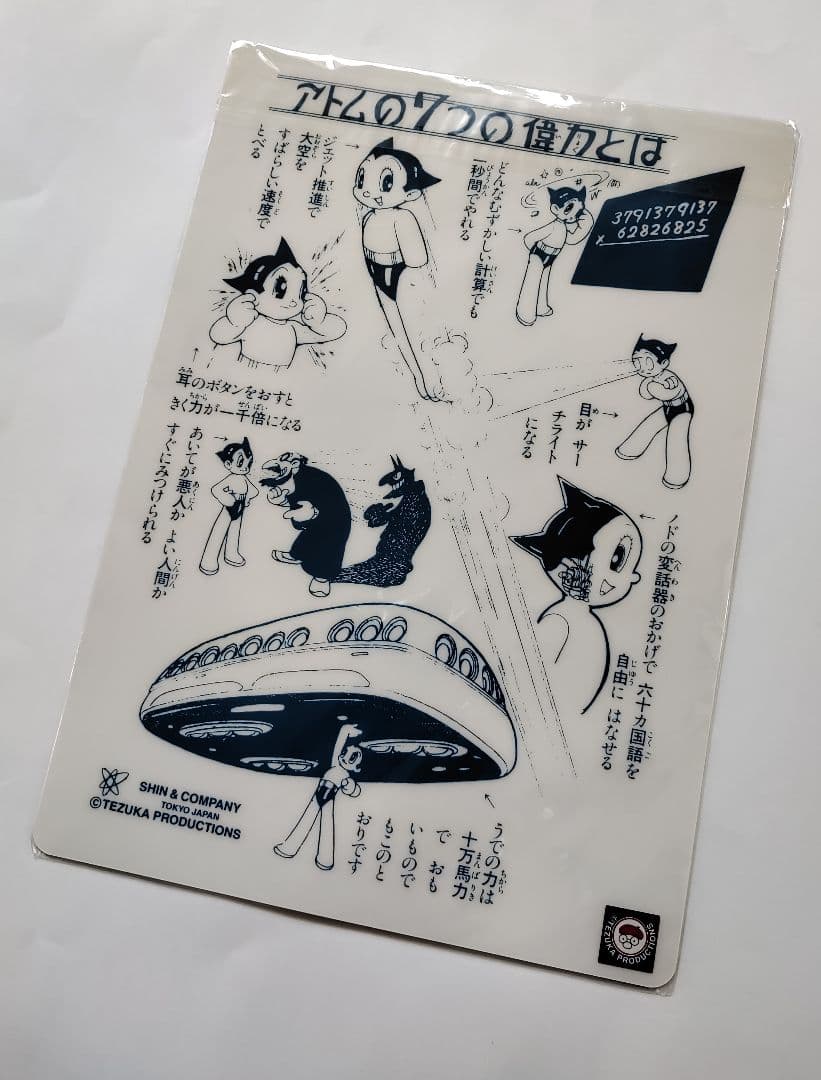 アトムの7つの偉力とは
ジェット推進で
大空を
すばらしい速度で
とべる
どんなむずかしい計算でも
一秒間でやれる
3791379137
× 62826825
耳のボタンをおすと
きく力が一千倍になる
目が サー
チライト
になる
あいてが悪人か よい人間か
すぐにみつけられる
ノドの変話器のおかげで 六十カ国語を
自由に はなせる
うでの力は
十万馬力
で おも
いもので
もこのと
おりです
SHIN & COMPANY
TOKYO JAPAN
©TEZUKA PRODUCTIONS
TEZUKA PRODUCTIONS